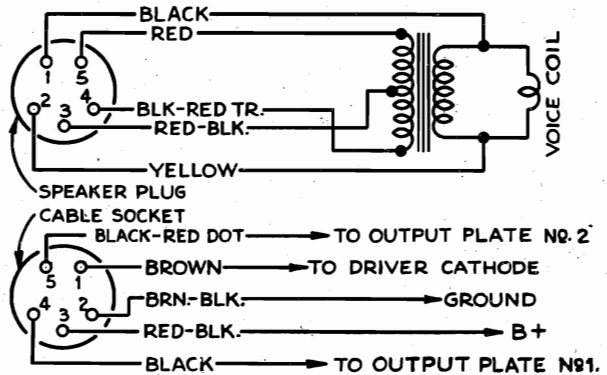 BLACK
RED
1 5
2 3 4
BLK-RED TR.
RED-BLK.
YELLOW
VOICE COIL
SPEAKER PLUG
CABLE SOCKET
BLACK-RED DOT TO OUTPUT PLATE Nº.2
5 1
BROWN TO DRIVER CATHODE
4 3 2
BRN.-BLK. GROUND
RED-BLK. B+
BLACK TO OUTPUT PLATE Nº1.